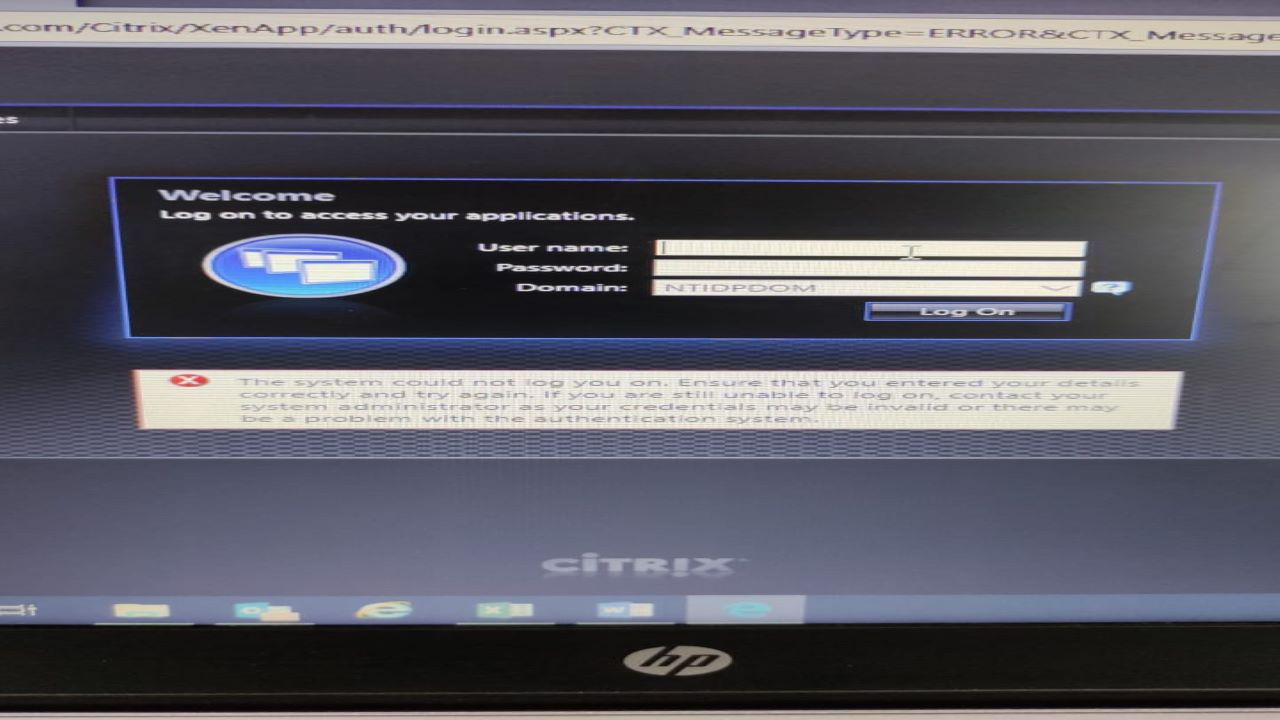 .com/Citrix/XenApp/auth/login.aspx?CTX_MessageType=ERROR&CTX_Message
es
Welcome
Log on to access your applications.
User name:
Password:
Domain: NTIDPDOM
Log On
The system could not log you on. Ensure that you entered your details
correctly and try again. If you are still unable to log on, contact your
system administrator as your credentials may be invalid or there may
be a problem with the authentication system.
CITRIX
hp